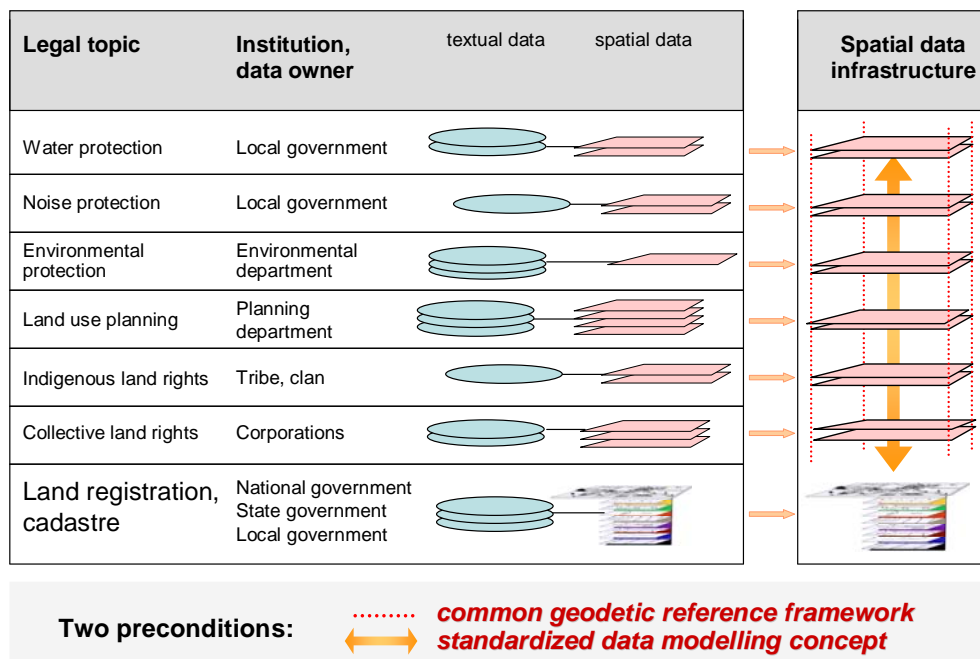 Legal topic
Institution,
data owner
textual data
spatial data
Spatial data
infrastructure
Water protection
Local government
Noise protection
Local government
Environmental
protection
Environmental
department
Land use planning
Planning
department
Indigenous land rights
Tribe, clan
Collective land rights
Corporations
Land registration,
cadastre
National government
State government
Local government
Two preconditions:
common geodetic reference framework
standardized data modelling concept